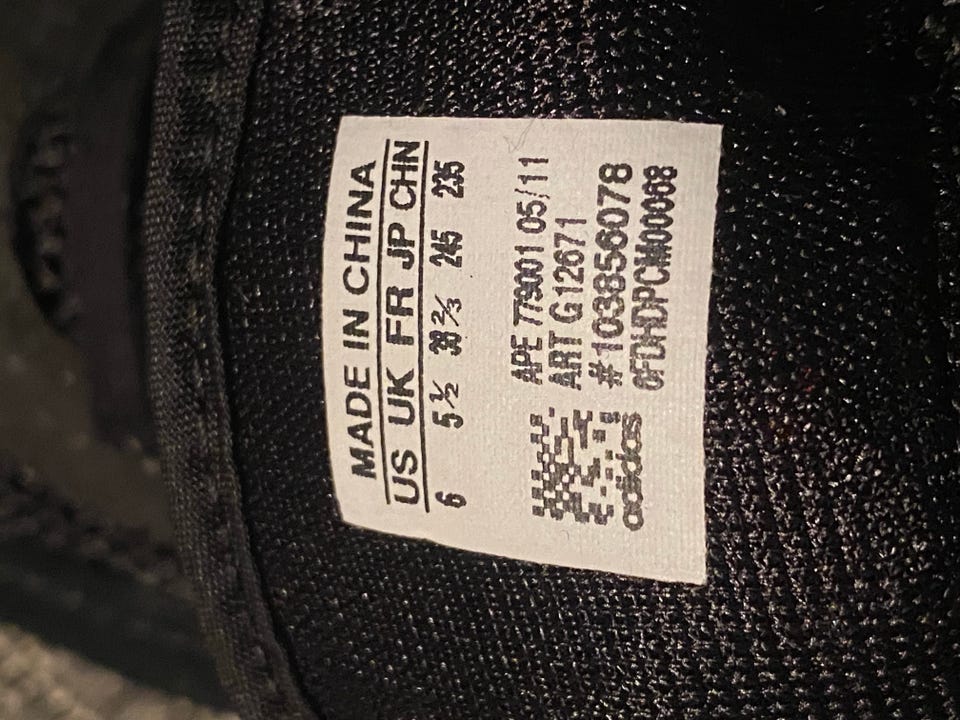 MADE IN CHINA
US UK FR JP CHN
6 5½ 38⅔ 245 235
APE 779001 05/11
ART G12671
#103856078
0FDHDPCM00068
adidas